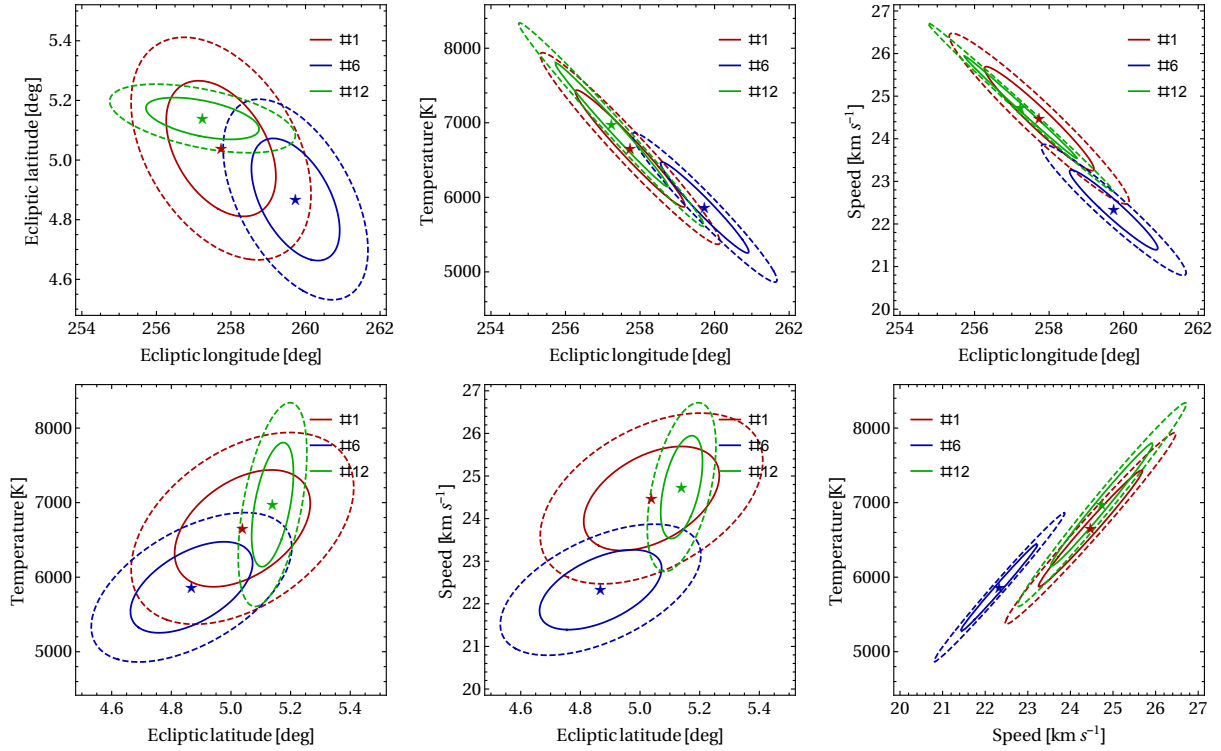 5.4
5.2
5.0
4.8
4.6
Ecliptic latitude [deg]
254 256 258 260 262
Ecliptic longitude [deg]
⌗1
⌗6
⌗12
8000
7000
6000
5000
Temperature [K]
254 256 258 260 262
Ecliptic longitude [deg]
⌗1
⌗6
⌗12
27
26
25
24
23
22
21
20
Speed [km s⁻¹]
254 256 258 260 262
Ecliptic longitude [deg]
⌗1
⌗6
⌗12
8000
7000
6000
5000
Temperature [K]
4.6 4.8 5.0 5.2 5.4
Ecliptic latitude [deg]
⌗1
⌗6
⌗12
27
26
25
24
23
22
21
20
Speed [km s⁻¹]
4.6 4.8 5.0 5.2 5.4
Ecliptic latitude [deg]
⌗1
⌗6
⌗12
8000
7000
6000
5000
Temperature [K]
20 21 22 23 24 25 26 27
Speed [km s⁻¹]
⌗1
⌗6
⌗12